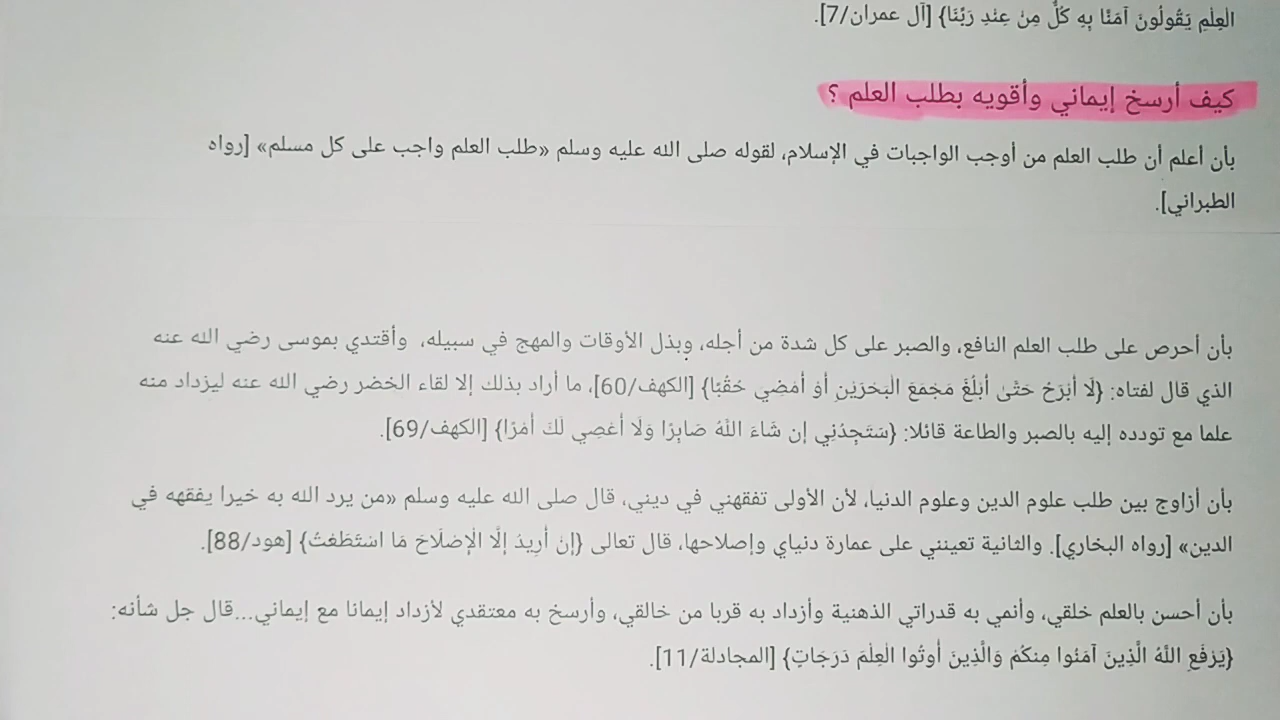 الْعِلْمِ يَقُولُونَ آمَنَّا بِهِ كُلٌّ مِنْ عِنْدِ رَبِّنَا} [آل عمران/7].
كيف أرسخ إيماني وأقويه بطلب العلم ؟
بأن أعلم أن طلب العلم من أوجب الواجبات في الإسلام، لقوله صلى الله عليه وسلم «طلب العلم واجب على كل مسلم» [رواه
الطبراني].
بأن أحرص على طلب العلم النافع، والصبر على كل شدة من أجله، وبذل الأوقات والمهج في سبيله، وأقتدي بموسى رضي الله عنه
الذي قال لفتاه: {لَا أَبْرَحُ حَتَّىٰ أَبْلُغَ مَجْمَعَ الْبَحْرَيْنِ أَوْ أَمْضِيَ حُقُبًا} [الكهف/60]، ما أراد بذلك إلا لقاء الخضر رضي الله عنه ليزداد منه
علما مع تودده إليه بالصبر والطاعة قائلا: {سَتَجِدُنِي إِن شَاءَ اللَّهُ صَابِرًا وَلَا أَعْصِي لَكَ أَمْرًا} [الكهف/69].
بأن أزاوج بين طلب علوم الدين وعلوم الدنيا، لأن الأولى تفقهني في ديني، قال صلى الله عليه وسلم «من يرد الله به خيرا يفقهه في
الدين» [رواه البخاري]. والثانية تعينني على عمارة دنياي وإصلاحها، قال تعالى {إِنْ أُرِيدُ إِلَّا الْإِصْلَاحَ مَا اسْتَطَعْتُ} [هود/88].
بأن أحسن بالعلم خلقي، وأنمي به قدراتي الذهنية وأزداد به قربا من خالقي، وأرسخ به معتقدي لأزداد إيمانا مع إيماني...قال جل شأنه:
{يَرْفَعِ اللَّهُ الَّذِينَ آمَنُوا مِنكُمْ وَالَّذِينَ أُوتُوا الْعِلْمَ دَرَجَاتٍ} [المجادلة/11].